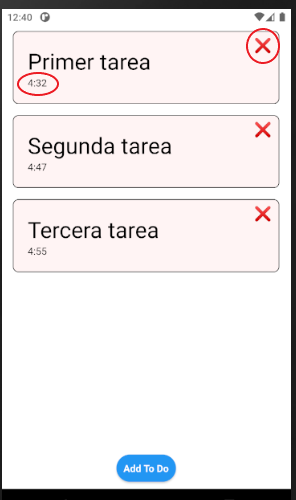 12:40
Primer tarea
4:32
Segunda tarea
4:47
Tercera tarea
4:55
Add To Do